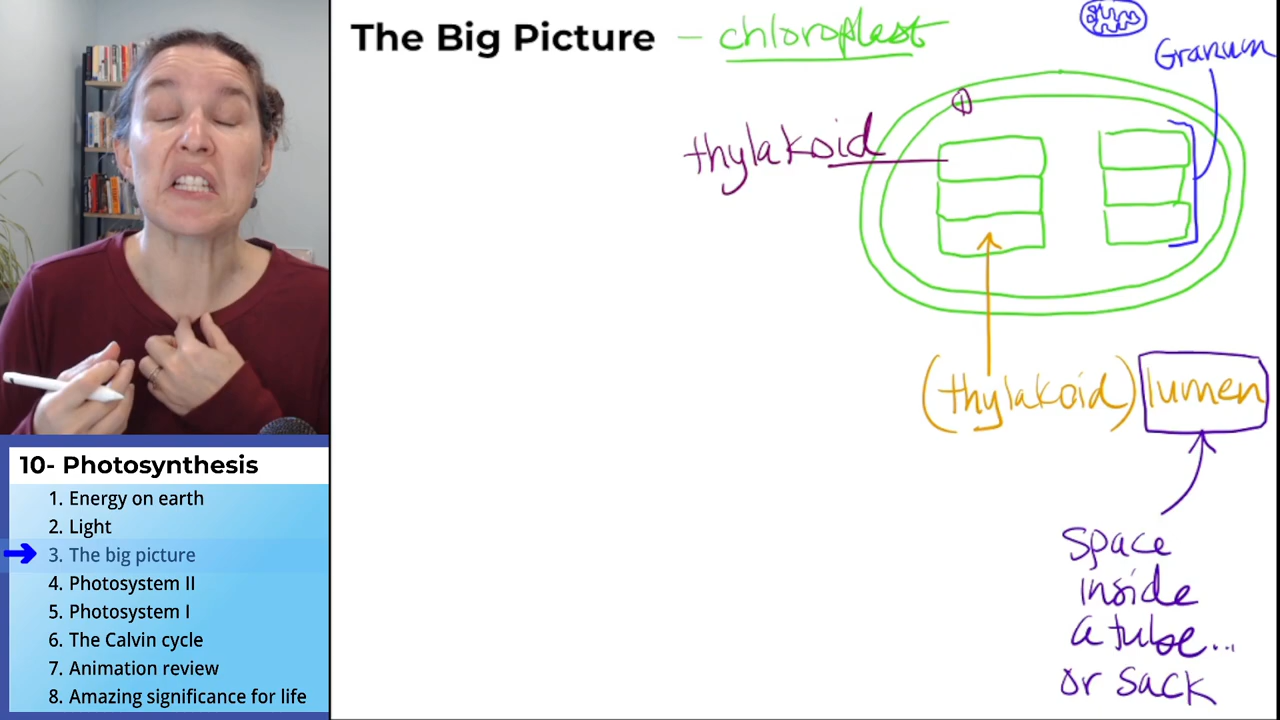 The Big Picture - chloroplast
Granum
thylakoid
(thylakoid) lumen
space
inside
a tube...
or sack
10- Photosynthesis
1. Energy on earth
2. Light
3. The big picture
4. Photosystem II
5. Photosystem I
6. The Calvin cycle
7. Animation review
8. Amazing significance for life